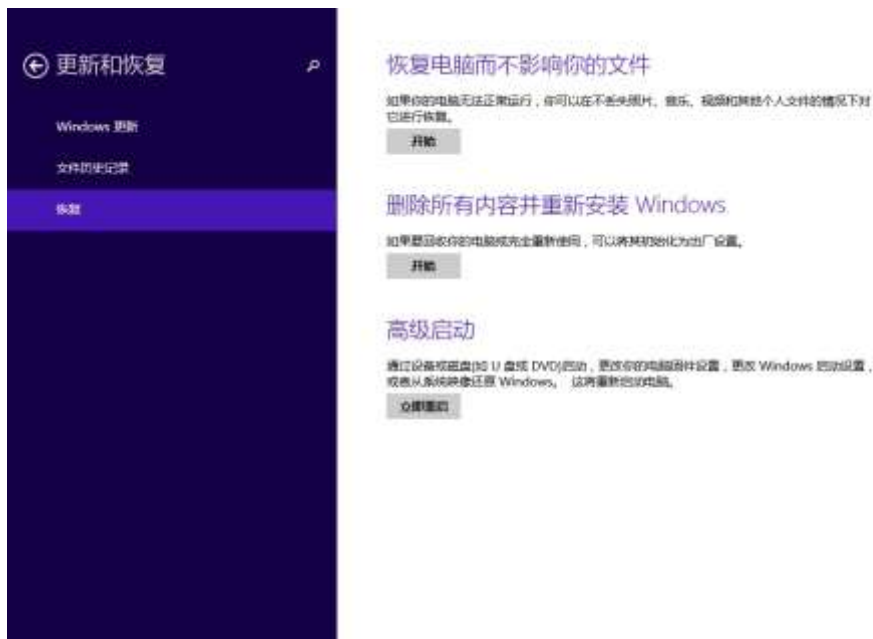 更新和恢复
Windows 更新
文件历史记录
恢复
恢复电脑而不影响你的文件
如果你的电脑无法正常运行，你可以在不丢失照片、音乐、视频和其他个人文件的情况下对
它进行恢复。
开始
删除所有内容并重新安装 Windows
如果要回收你的电脑或完全重新使用，可以将其初始化为出厂设置。
开始
高级启动
通过设备或磁盘(如 U 盘或 DVD)启动，更改你的电脑固件设置，更改 Windows 启动设置，
或者从系统映像还原 Windows。 这将重新启动电脑。
立即重启